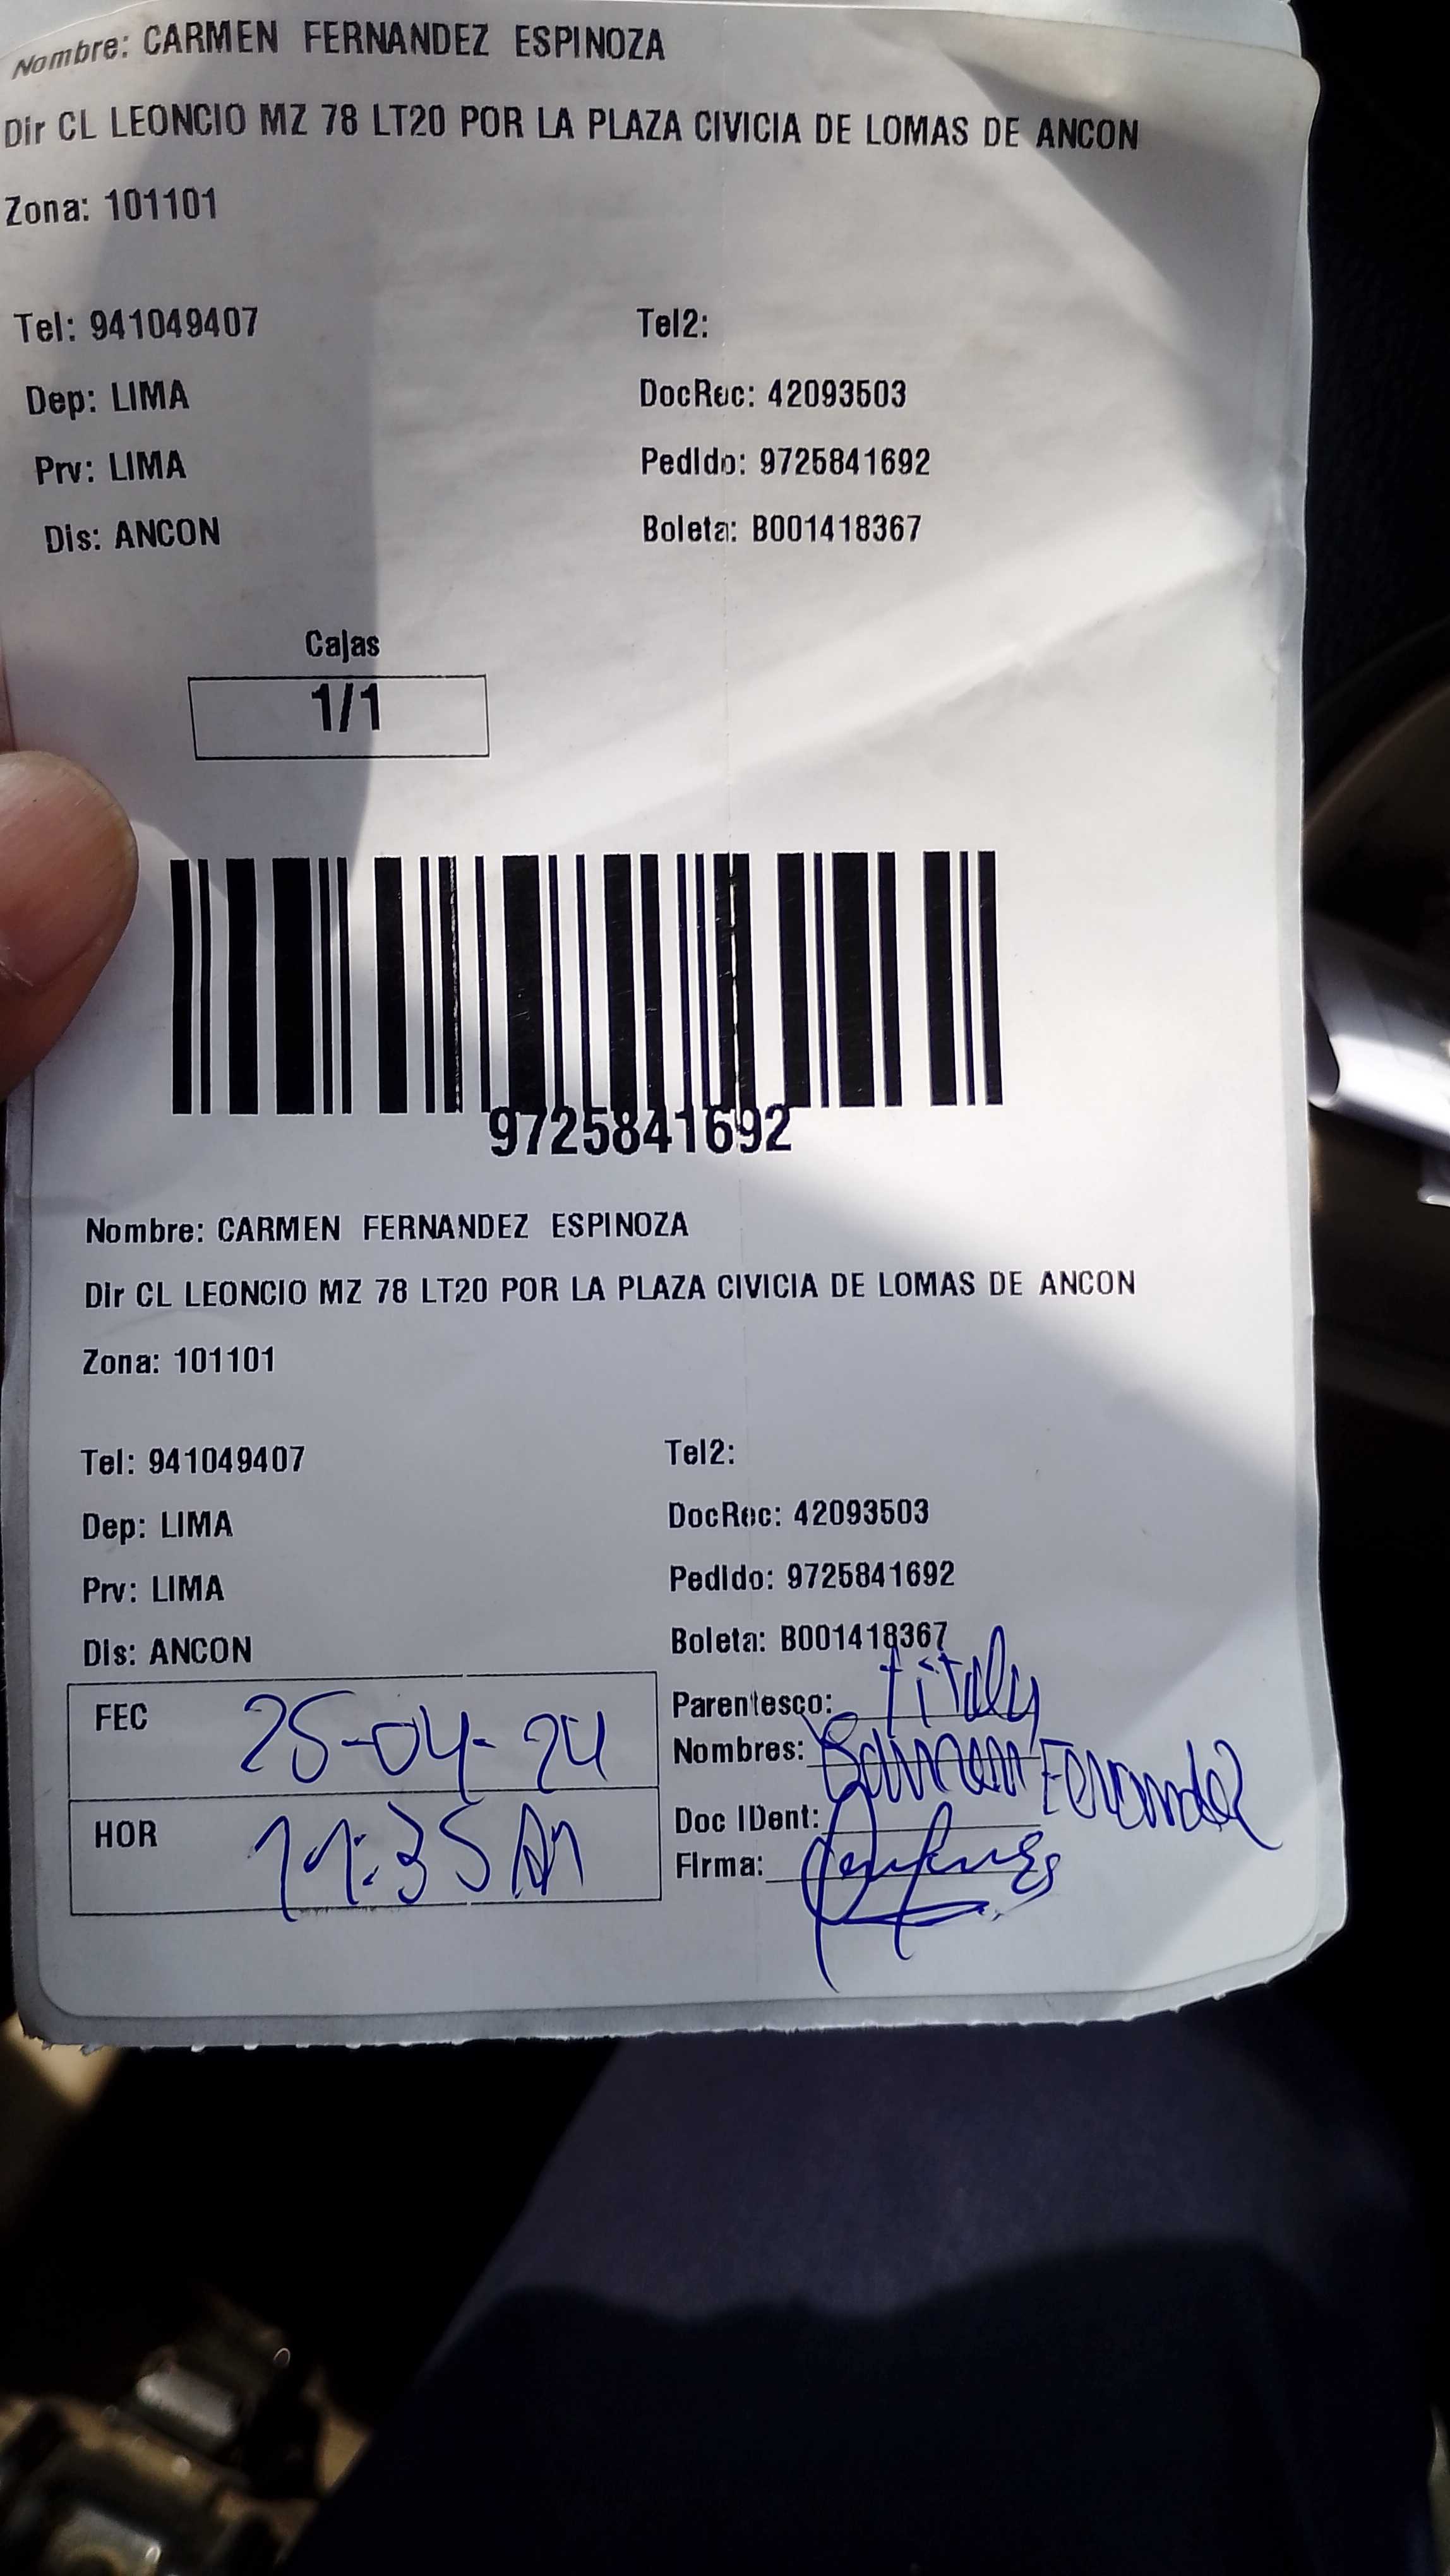 Nombre: CARMEN FERNANDEZ ESPINOZA
Dir CL LEONCIO MZ 78 LT20 POR LA PLAZA CIVICIA DE LOMAS DE ANCON
Zona: 101101
Tel: 941049407 Tel2:
Dep: LIMA DocRec: 42093503
Prv: LIMA Pedido: 9725841692
Dis: ANCON Boleta: B001418367
Cajas
1/1
9725841692
Nombre: CARMEN FERNANDEZ ESPINOZA
Dir CL LEONCIO MZ 78 LT20 POR LA PLAZA CIVICIA DE LOMAS DE ANCON
Zona: 101101
Tel: 941049407 Tel2:
Dep: LIMA DocRec: 42093503
Prv: LIMA Pedido: 9725841692
Dis: ANCON Boleta: B001418367
FEC 25-04-24 Parentesco:
Nombres: Fernandez
HOR 11:35 AM Doc IDent:
Firma: